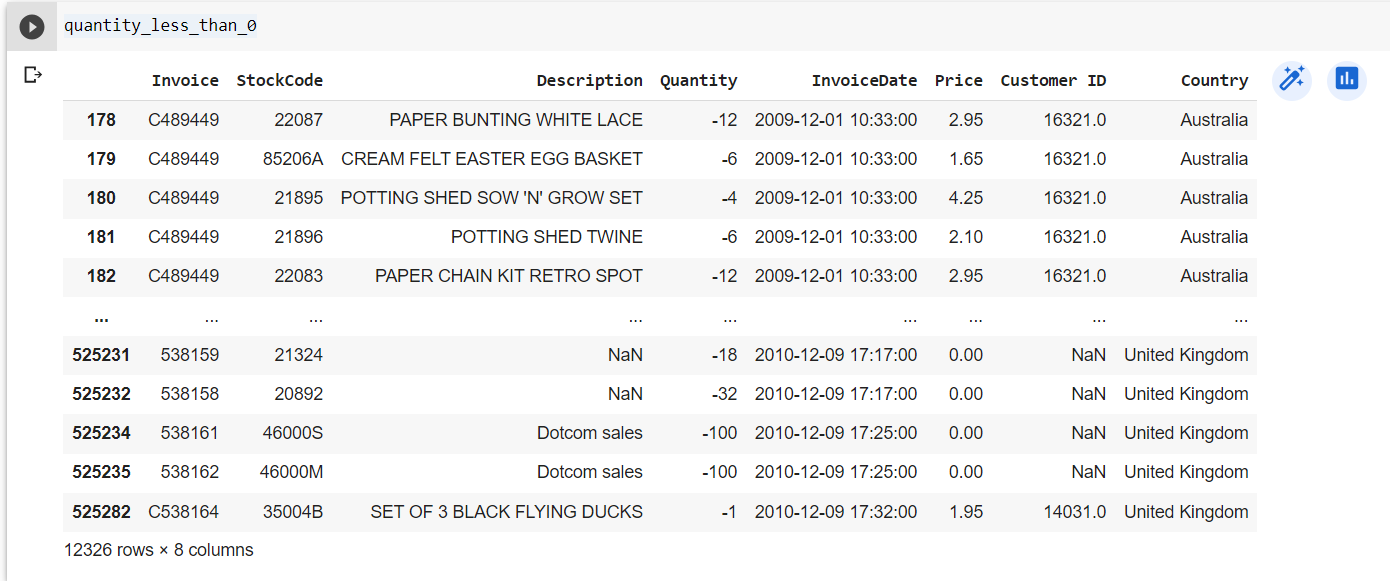 quantity_less_than_0
Invoice StockCode Description Quantity InvoiceDate Price Customer ID Country
178 C489449 22087 PAPER BUNTING WHITE LACE -12 2009-12-01 10:33:00 2.95 16321.0 Australia
179 C489449 85206A CREAM FELT EASTER EGG BASKET -6 2009-12-01 10:33:00 1.65 16321.0 Australia
180 C489449 21895 POTTING SHED SOW 'N' GROW SET -4 2009-12-01 10:33:00 4.25 16321.0 Australia
181 C489449 21896 POTTING SHED TWINE -6 2009-12-01 10:33:00 2.10 16321.0 Australia
182 C489449 22083 PAPER CHAIN KIT RETRO SPOT -12 2009-12-01 10:33:00 2.95 16321.0 Australia
... ... ... ... ... ... ... ... ...
525231 538159 21324 NaN -18 2010-12-09 17:17:00 0.00 NaN United Kingdom
525232 538158 20892 NaN -32 2010-12-09 17:17:00 0.00 NaN United Kingdom
525234 538161 46000S Dotcom sales -100 2010-12-09 17:25:00 0.00 NaN United Kingdom
525235 538162 46000M Dotcom sales -100 2010-12-09 17:25:00 0.00 NaN United Kingdom
525282 C538164 35004B SET OF 3 BLACK FLYING DUCKS -1 2010-12-09 17:32:00 1.95 14031.0 United Kingdom
12326 rows × 8 columns